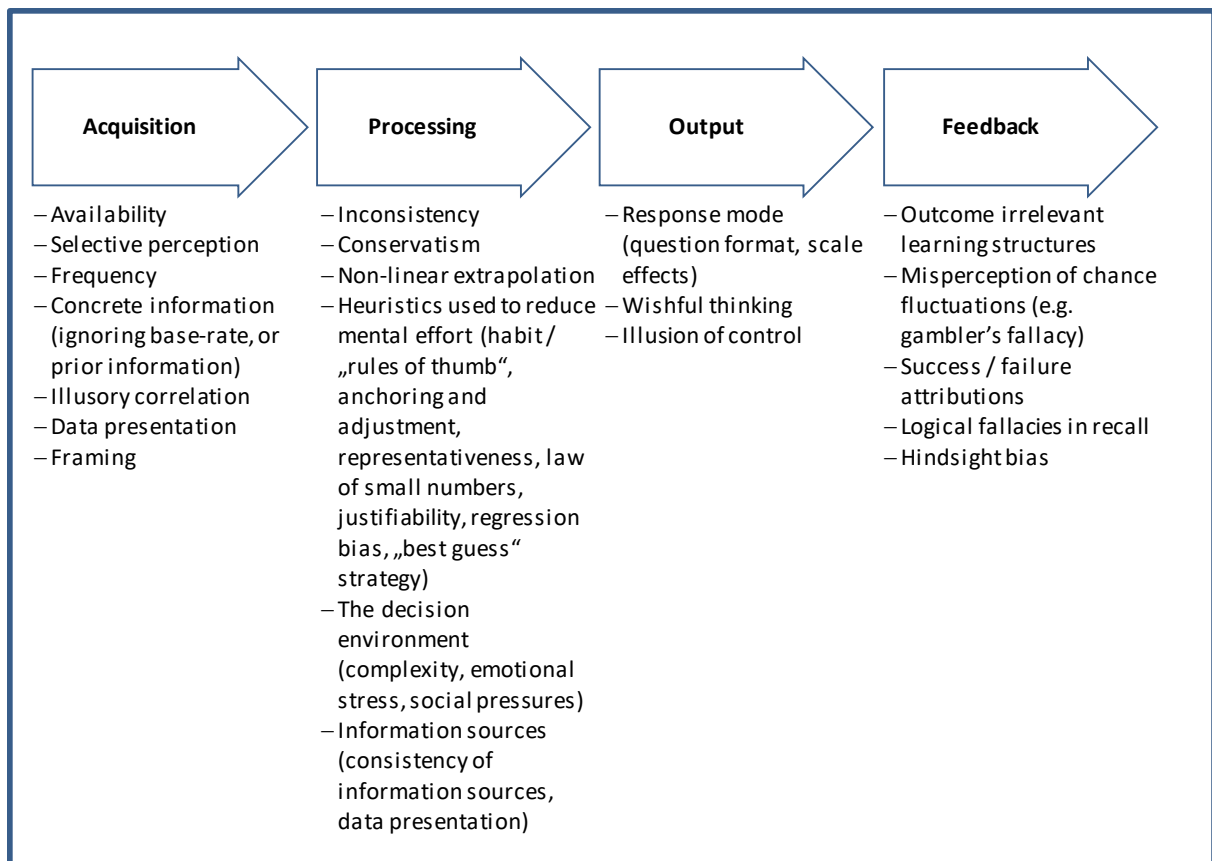 Acquisition
– Availability
– Selective perception
– Frequency
– Concrete information
(ignoring base-rate, or
prior information)
– Illusory correlation
– Data presentation
– Framing
Processing
– Inconsistency
– Conservatism
– Non-linear extrapolation
– Heuristics used to reduce
mental effort (habit /
„rules of thumb“,
anchoring and
adjustment,
representativeness, law
of small numbers,
justifiability, regression
bias, „best guess“
strategy)
– The decision
environment
(complexity, emotional
stress, social pressures)
– Information sources
(consistency of
information sources,
data presentation)
Output
– Response mode
(question format, scale
effects)
– Wishful thinking
– Illusion of control
Feedback
– Outcome irrelevant
learning structures
– Misperception of chance
fluctuations (e.g.
gambler’s fallacy)
– Success / failure
attributions
– Logical fallacies in recall
– Hindsight bias